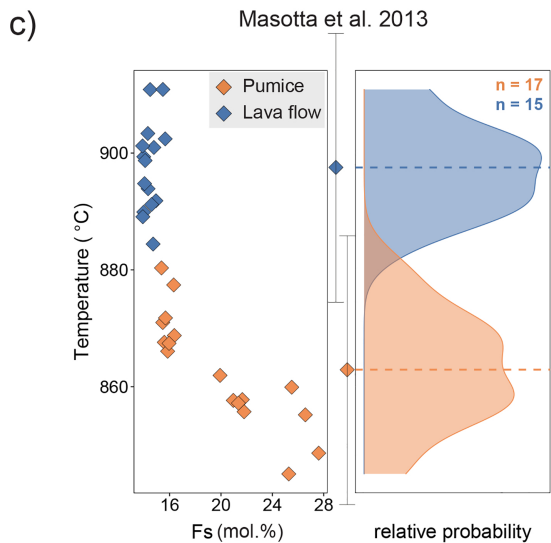 c)
Masotta et al. 2013
Pumice
Lava flow
n = 17
n = 15
900
880
860
Temperature ( °C)
16
20
24
28
Fs (mol.%)
relative probability